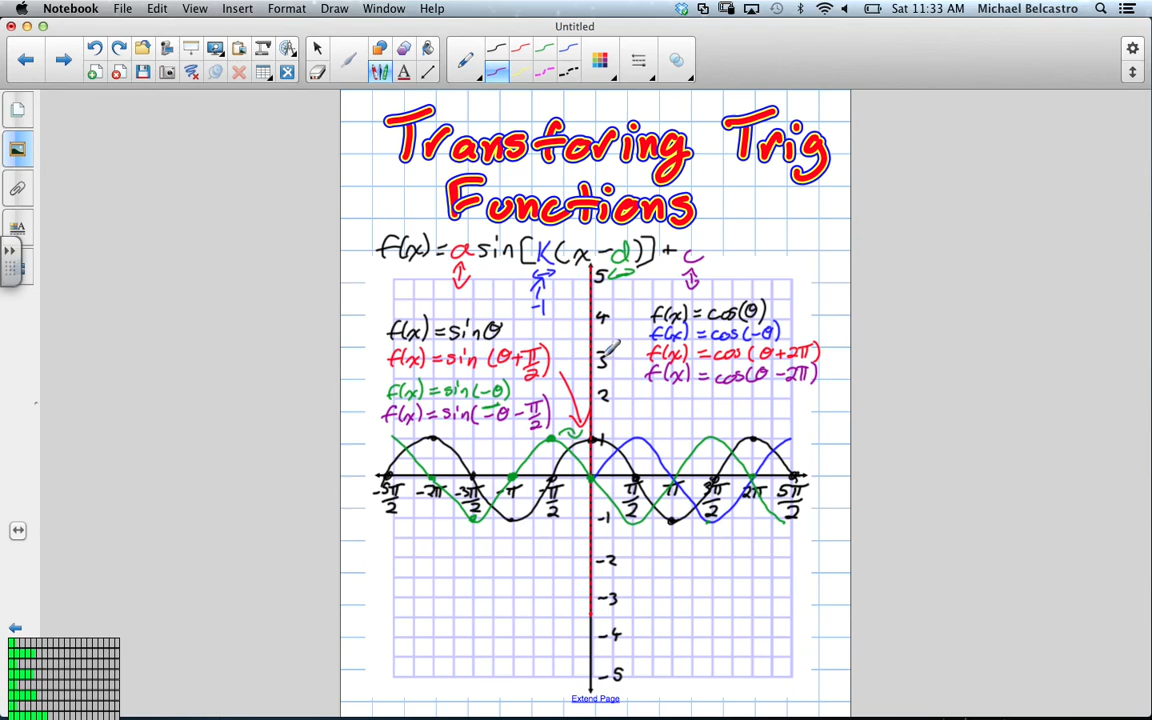 Notebook File Edit View Insert Format Draw Window Help Sat 11:33 AM Michael Belcastro
Untitled
Transforing Trig
Functions
f(x) = a sin [K(x - d)] + c
-1
f(x) = sin θ
f(x) = sin (θ + π/2)
f(x) = sin(-θ)
f(x) = sin(-θ - π/2)
f(x) = cos(θ)
f(x) = cos(-θ)
f(x) = cos(θ + 2π)
f(x) = cos(θ - 2π)
5
4
3
2
1
-5π/2 -2π -3π/2 -π -π/2 π/2 π 3π/2 2π 5π/2
-1
-2
-3
-4
-5
Extend Page